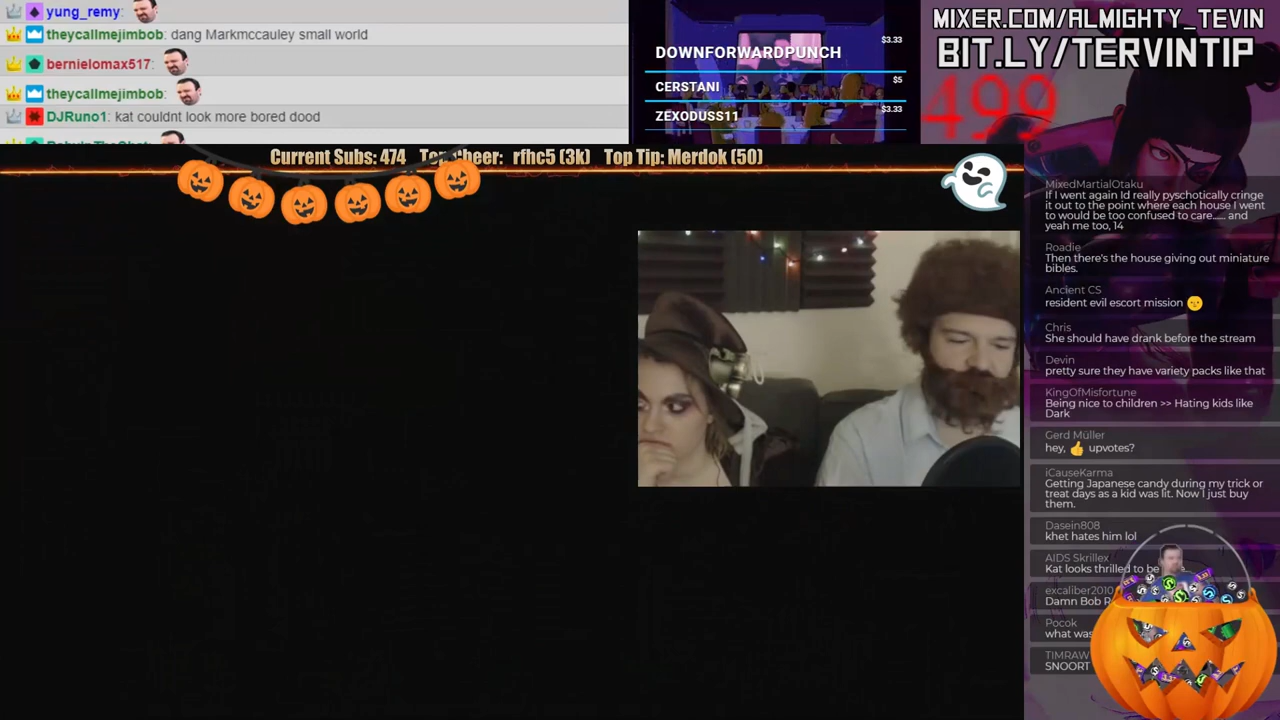 yung_remy:
theycallmejimbob: dang Markmccauley small world
bernielomax517:
theycallmejimbob:
DJRuno1: kat couldnt look more bored dood
DOWNFORWARDPUNCH $3.33
CERSTANI $5
ZEXODUSS11 $3.33
MIXER.COM/ALMIGHTY_TEVIN
BIT.LY/TERVINTIP
499
Current Subs: 474 Top Cheer: rfhc5 (3k) Top Tip: Merdok (50)
MixedMartialOtaku
If I went again Id really pyschotically cringe
it out to the point where each house I went
to would be too confused to care..... and
yeah me too, 14
Roadie
Then there's the house giving out miniature
bibles.
Ancient CS
resident evil escort mission
Chris
She should have drank before the stream
Devin
pretty sure they have variety packs like that
KingOfMisfortune
Being nice to children >> Hating kids like
Dark
Gerd Müller
hey, 👍 upvotes?
iCauseKarma
Getting Japanese candy during my trick or
treat days as a kid was lit. Now I just buy
them.
Dasein808
khet hates him lol
AIDS Skrillex
Kat looks thrilled to be
excaliber2010
Damn Bob R
Pocok
what was
TIMRAW
SNOORT